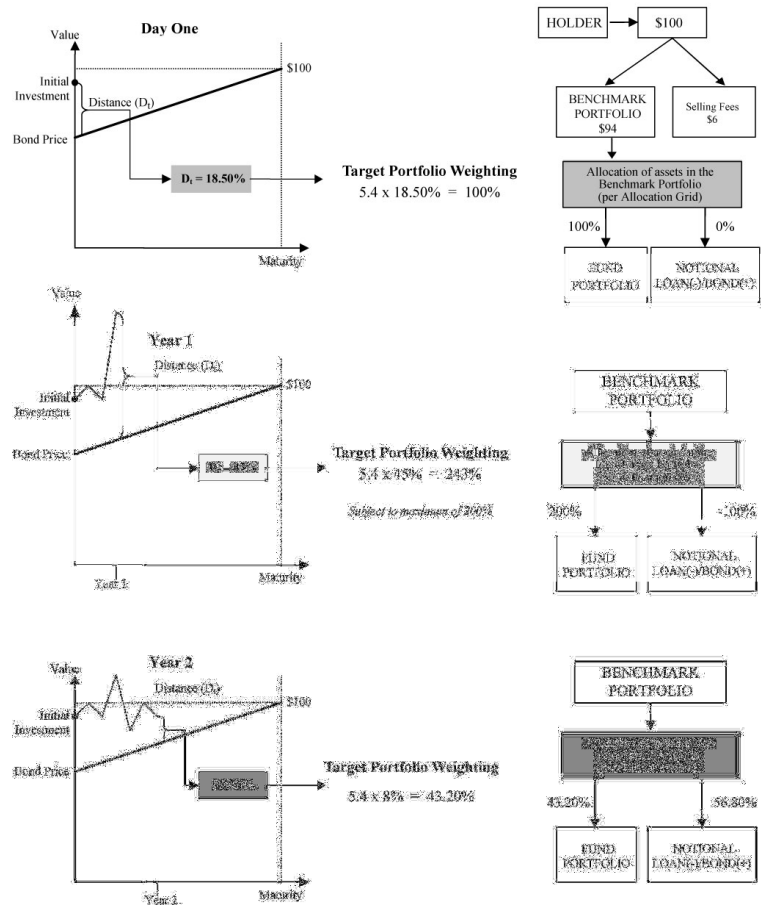 Day One
Value
$100
Initial
Investment
Distance (Dt)
Bond Price
Dt = 18.50%
Maturity
Target Portfolio Weighting
5.4 x 18.50% = 100%
HOLDER
$100
BENCHMARK
PORTFOLIO
$94
Selling Fees
$6
Allocation of assets in the
Benchmark Portfolio
(per Allocation Grid)
100%
0%
FUND
PORTFOLIO
NOTIONAL
LOAN(-)/BOND(+)
Value
Year 1
Distance (Dt)
$100
Initial
Investment
Bond Price
Year 1
Maturity
Target Portfolio Weighting
5.4 x 45% = 243%
Subject to maximum of 200%
BENCHMARK
PORTFOLIO
200%
-100%
FUND
PORTFOLIO
NOTIONAL
LOAN(-)/BOND(+)
Value
Year 2
Distance (Dt)
$100
Initial
Investment
Bond Price
Year 2
Maturity
Target Portfolio Weighting
5.4 x 8% = 43.20%
BENCHMARK
PORTFOLIO
43.20%
56.80%
FUND
PORTFOLIO
NOTIONAL
LOAN(-)/BOND(+)